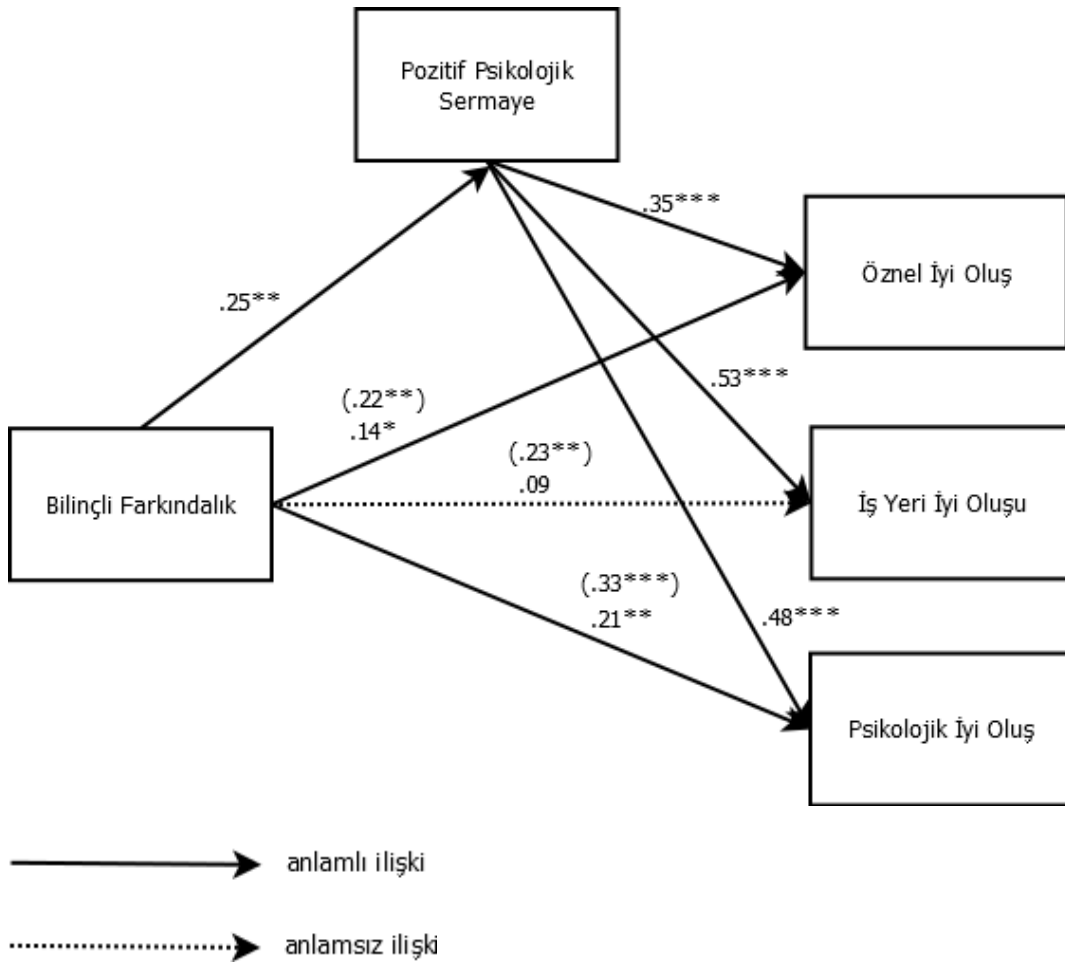 Pozitif Psikolojik
Sermaye
.35***
Öznel İyi Oluş
.25**
.53***
(.22**)
.14*
(.23**)
.09
Bilinçli Farkındalık
İş Yeri İyi Oluşu
(.33***)
.21**
.48***
Psikolojik İyi Oluş
anlamlı ilişki
anlamsız ilişki